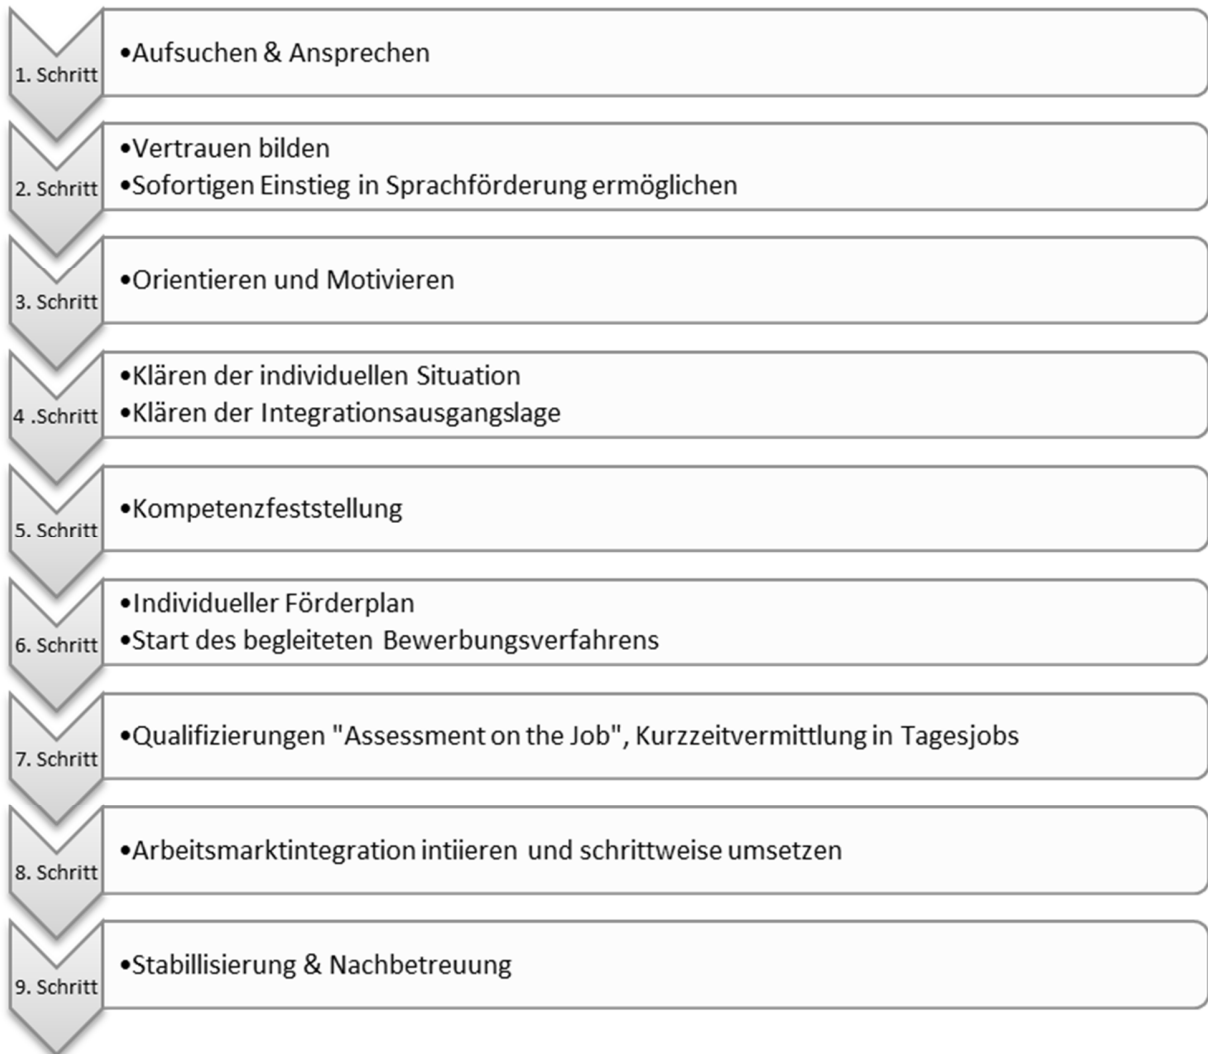 1. Schritt
•Aufsuchen & Ansprechen
2. Schritt
•Vertrauen bilden
•Sofortigen Einstieg in Sprachförderung ermöglichen
3. Schritt
•Orientieren und Motivieren
4 .Schritt
•Klären der individuellen Situation
•Klären der Integrationsausgangslage
5. Schritt
•Kompetenzfeststellung
6. Schritt
•Individueller Förderplan
•Start des begleiteten Bewerbungsverfahrens
7. Schritt
•Qualifizierungen "Assessment on the Job", Kurzzeitvermittlung in Tagesjobs
8. Schritt
•Arbeitsmarktintegration intiieren und schrittweise umsetzen
9. Schritt
•Stabillisierung & Nachbetreuung